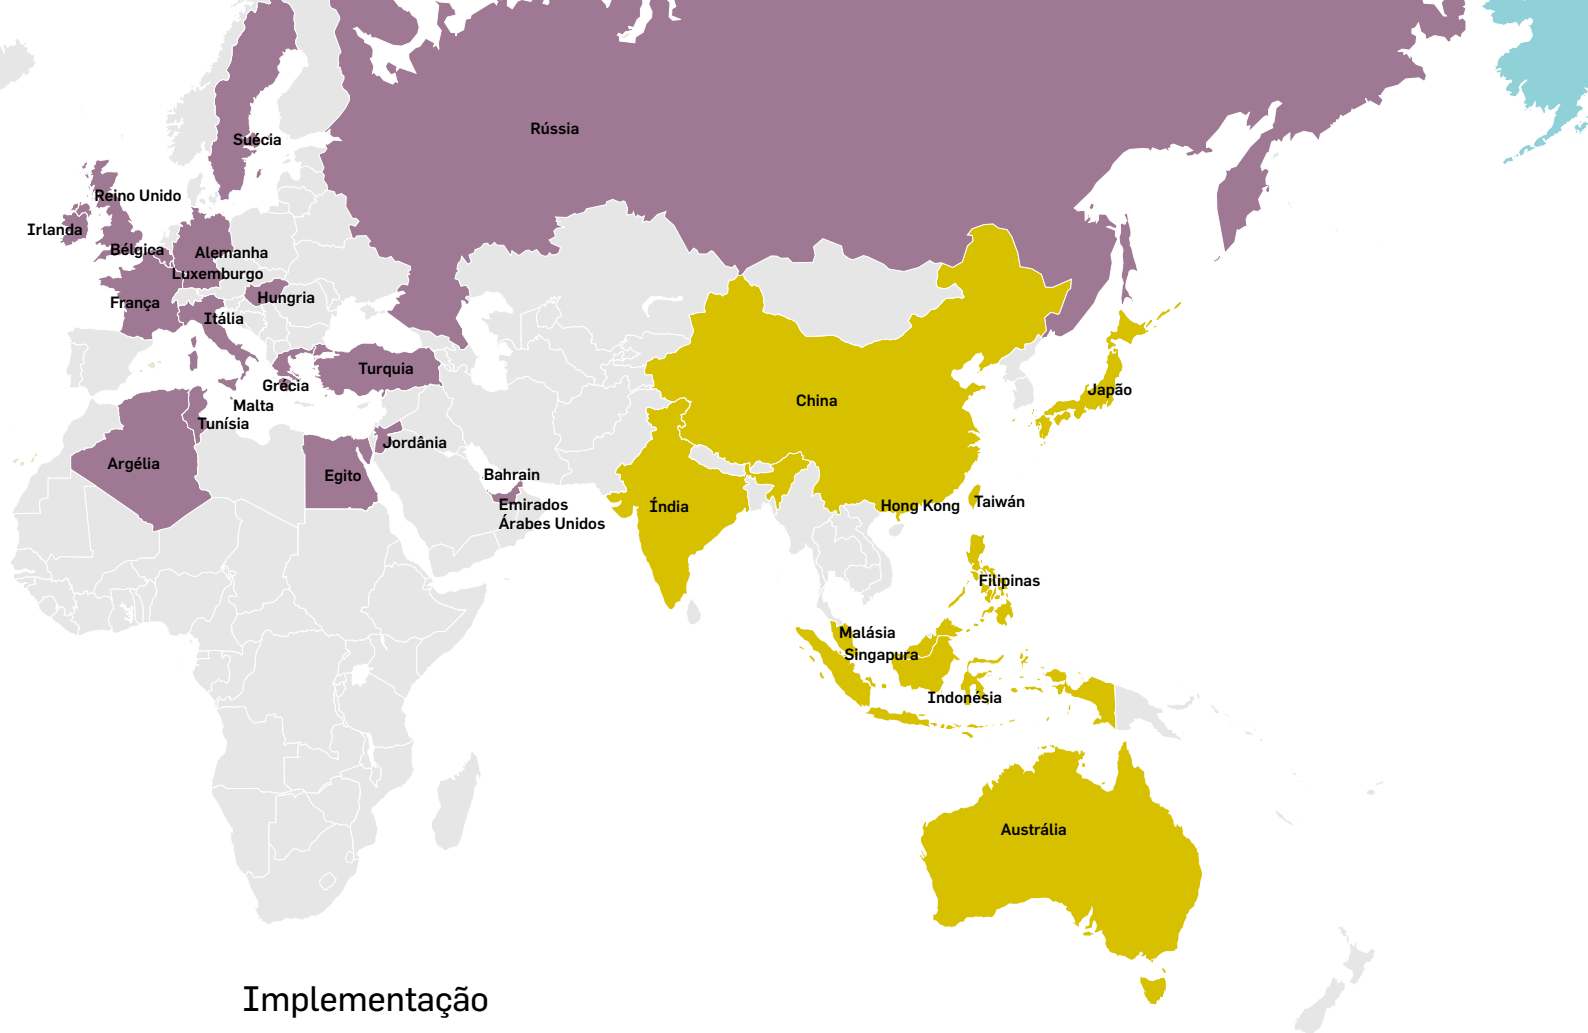 Rússia
Suécia
Reino Unido
Irlanda
Bélgica
Alemanha
Luxemburgo
Hungria
França
Itália
Turquia
Grécia
Malta
Tunísia
Jordânia
Argélia
Egito
Bahrain
Emirados
Árabes Unidos
China
Japão
Índia
Hong Kong
Taiwán
Filipinas
Malásia
Singapura
Indonésia
Austrália
Implementação